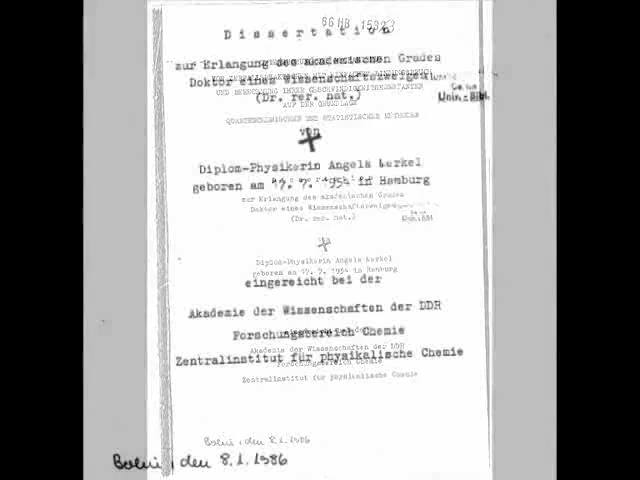 86 HB 1593
Dissertation
zur Erlangung des akademischen Grades
Doktor eines Wissenschaftszweiges
UND BERECHNUNG IHRER GESCHWINDIGKEITSKONSTANTEN
(Dr. rer. nat.)
AUF DER GRUNDLAGE
QUANTENCHEMISCHER UND STATISTISCHER METHODEN
von
Diplom-Physikerin Angela Merkel
geboren am 17. 7. 1954 in Hamburg
zur Erlangung des akademischen Grades
Doktor eines Wissenschaftszweiges
(Dr. rer. nat.)
Diplom-Physikerin Angela Merkel
geboren am 17. 7. 1954 in Hamburg
eingereicht bei der
Akademie der Wissenschaften der DDR
Forschungsbereich Chemie
Akademie der Wissenschaften der DDR
Zentralinstitut für physikalische Chemie
Forschungsbereich Chemie
Zentralinstitut für physikalische Chemie
Berlin, den 8.1.1986
Berlin, den 8.1.1986